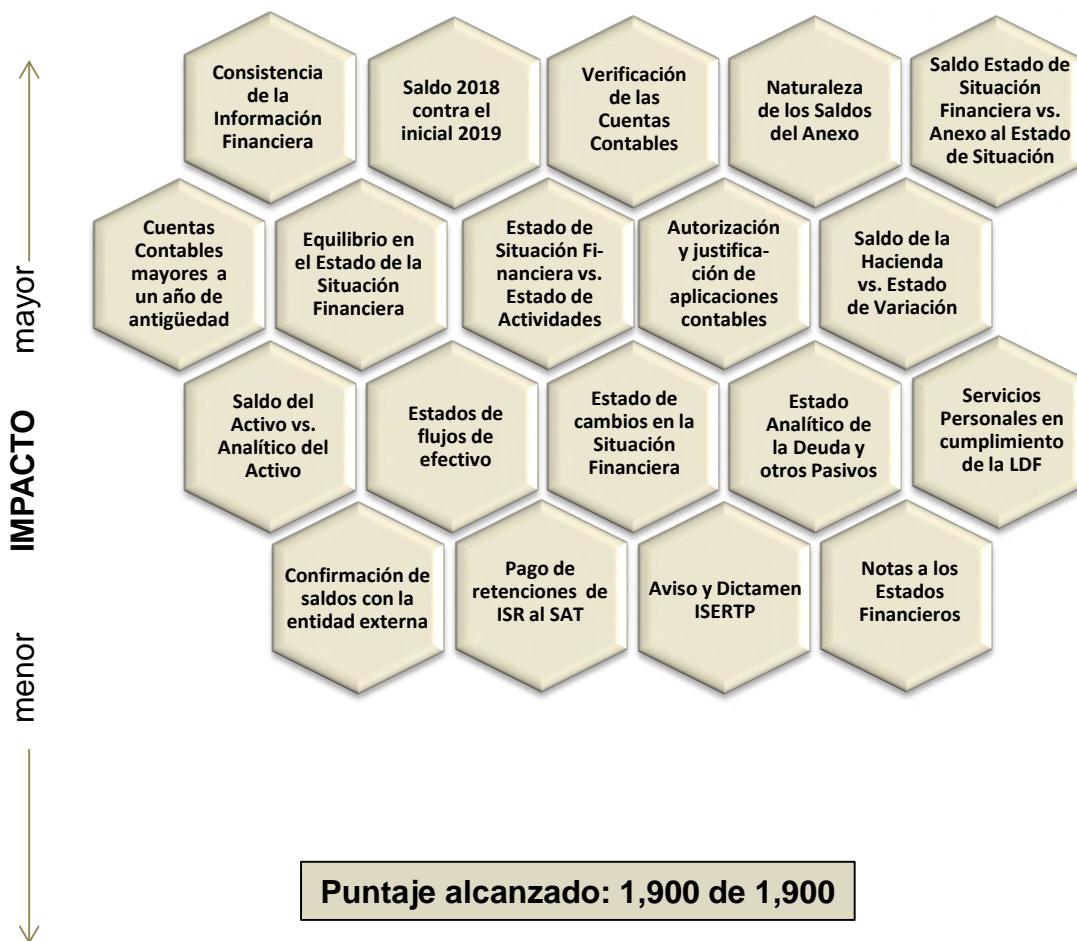 Consistencia
de la
Información
Financiera
Saldo 2018
contra el
inicial 2019
Verificación
de las
Cuentas
Contables
Naturaleza
de los Saldos
del Anexo
Saldo Estado de
Situación
Financiera vs.
Anexo al Estado
de Situación
Cuentas
Contables
mayores a
un año de
antigüedad
Equilibrio en
el Estado de la
Situación
Financiera
Estado de
Situación Fi-
nanciera vs.
Estado de
Actividades
Autorización
y justifica-
ción de
aplicaciones
contables
Saldo de la
Hacienda
vs. Estado
de Variación
Saldo del
Activo vs.
Analítico del
Activo
Estados de
flujos de
efectivo
Estado de
cambios en la
Situación
Financiera
Estado
Analítico de
la Deuda y
otros Pasivos
Servicios
Personales en
cumplimiento
de la LDF
Confirmación de
saldos con la
entidad externa
Pago de
retenciones de
ISR al SAT
Aviso y Dictamen
ISERTP
Notas a los
Estados
Financieros
mayor
IMPACTO
menor
Puntaje alcanzado: 1,900 de 1,900